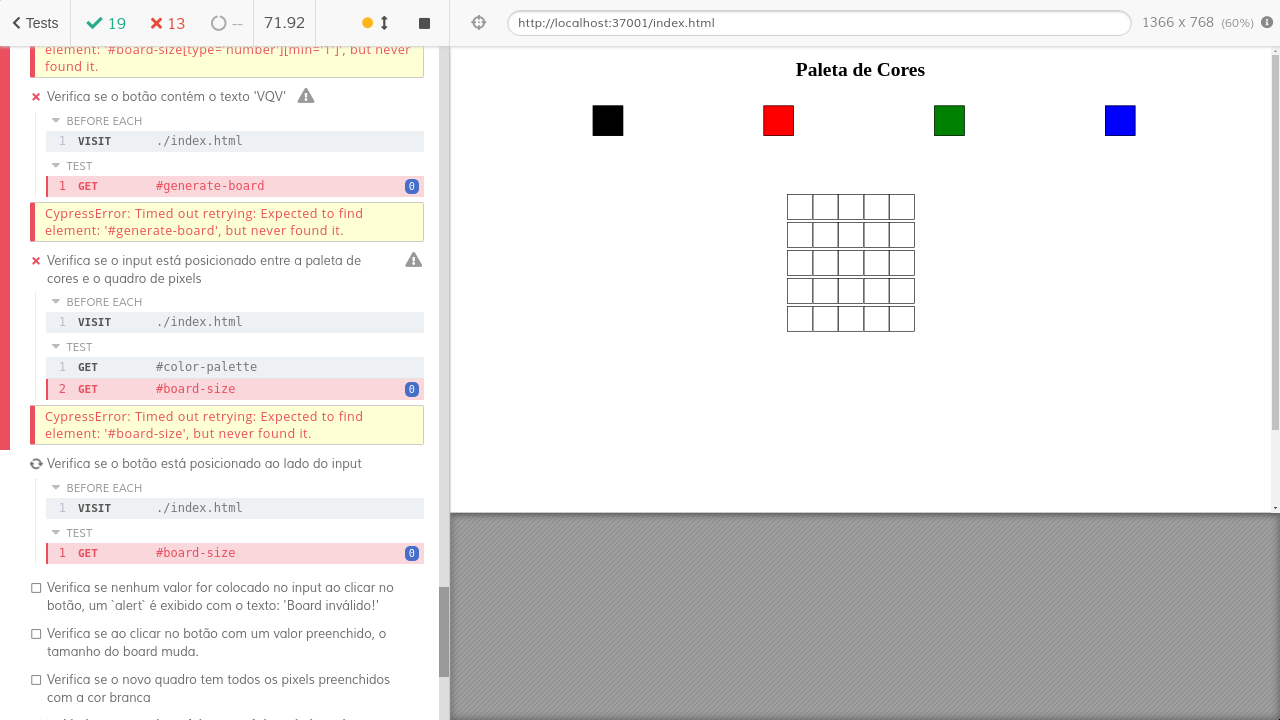 Tests
19
13
--
71.92
http://localhost:37001/index.html
1366 x 768 (60%)
element: '#board-size[type='number'][min='1']', but never
found it.
Verifica se o botão contém o texto 'VQV'
BEFORE EACH
1 VISIT ./index.html
TEST
1 GET #generate-board 0
CypressError: Timed out retrying: Expected to find
element: '#generate-board', but never found it.
Verifica se o input está posicionado entre a paleta de
cores e o quadro de pixels
BEFORE EACH
1 VISIT ./index.html
TEST
1 GET #color-palette
2 GET #board-size 0
CypressError: Timed out retrying: Expected to find
element: '#board-size', but never found it.
Verifica se o botão está posicionado ao lado do input
BEFORE EACH
1 VISIT ./index.html
TEST
1 GET #board-size 0
Verifica se nenhum valor for colocado no input ao clicar no
botão, um `alert` é exibido com o texto: 'Board inválido!'
Verifica se ao clicar no botão com um valor preenchido, o
tamanho do board muda.
Verifica se o novo quadro tem todos os pixels preenchidos
com a cor branca
Paleta de Cores